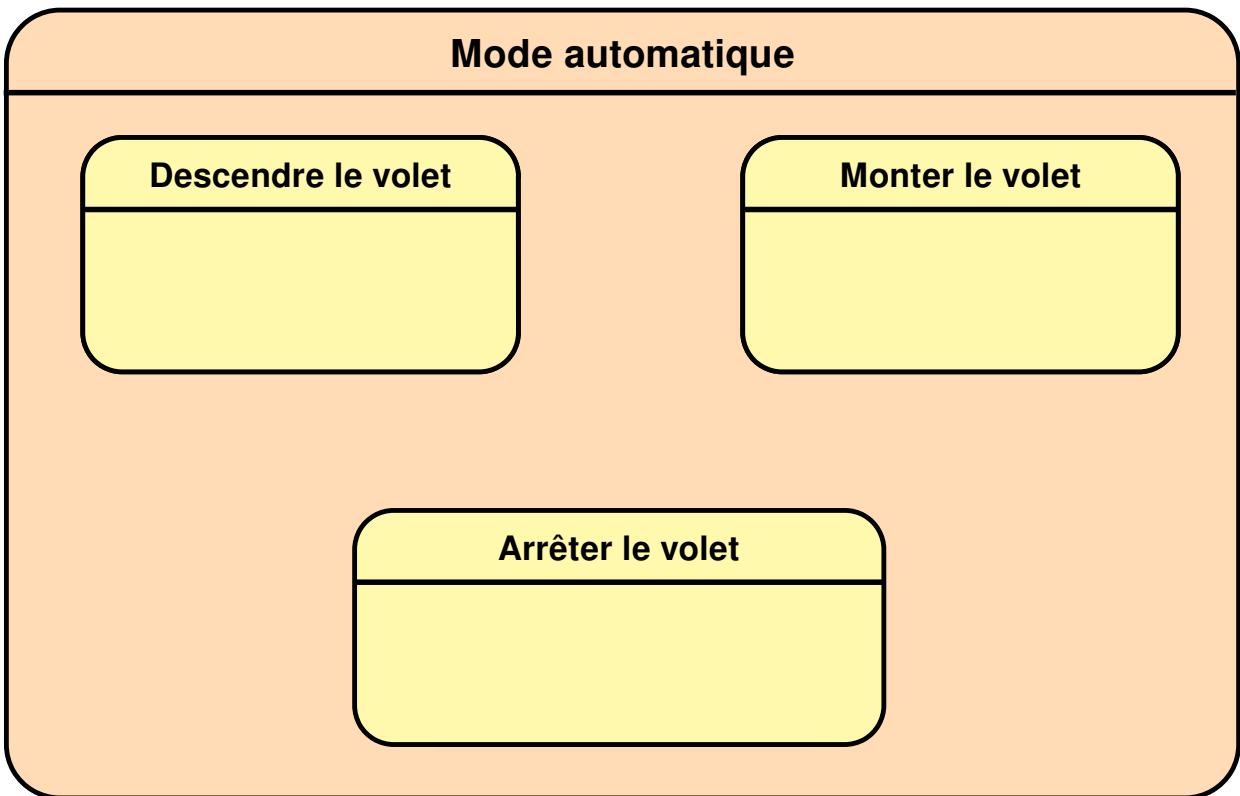 Mode automatique
Descendre le volet
Monter le volet
Arrêter le volet